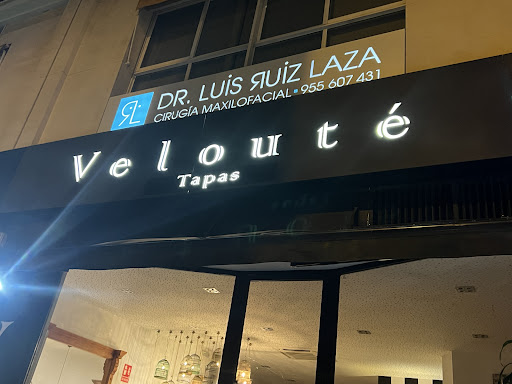 DR. LUIS RUIZ LAZA
CIRUGÍA MAXILOFACIAL • 955 607 431
Velouté
Tapas